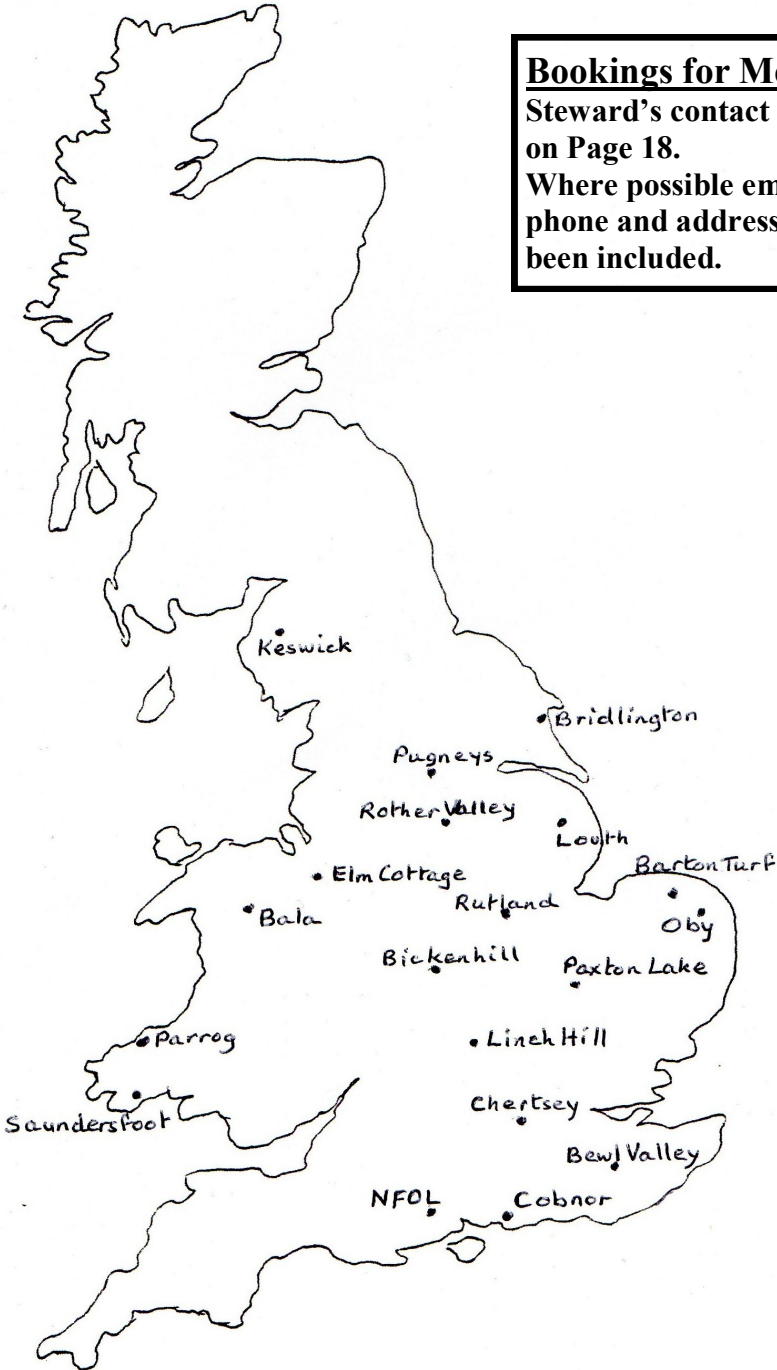 Bookings for
Steward's contact
on Page 18.
Where possible
phone and address
been included.
Keswick
Bridlington
Pugneys
Rother Valley
Louth
Barton Turf
Elm Cottage
Rutland
Oby
Bala
Bickenhill
Paxton Lake
Parrog
Linch Hill
Chertsey
Saundersfoot
Bewl Valley
NFOL
Cobnor